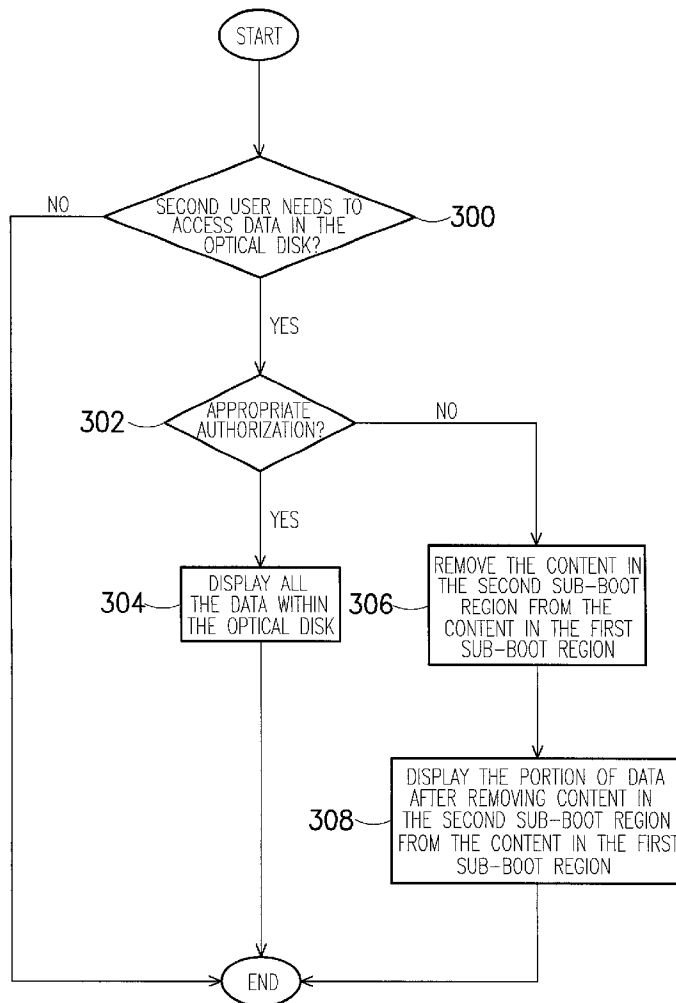 START
NO
SECOND USER NEEDS TO
ACCESS DATA IN THE
OPTICAL DISK?
300
YES
302
APPROPRIATE
AUTHORIZATION?
NO
YES
304
DISPLAY ALL
THE DATA WITHIN
THE OPTICAL DISK
306
REMOVE THE CONTENT IN
THE SECOND SUB-BOOT
REGION FROM THE
CONTENT IN THE FIRST
SUB-BOOT REGION
308
DISPLAY THE PORTION OF DATA
AFTER REMOVING CONTENT IN
THE SECOND SUB-BOOT REGION
FROM THE CONTENT IN THE FIRST
SUB-BOOT REGION
END